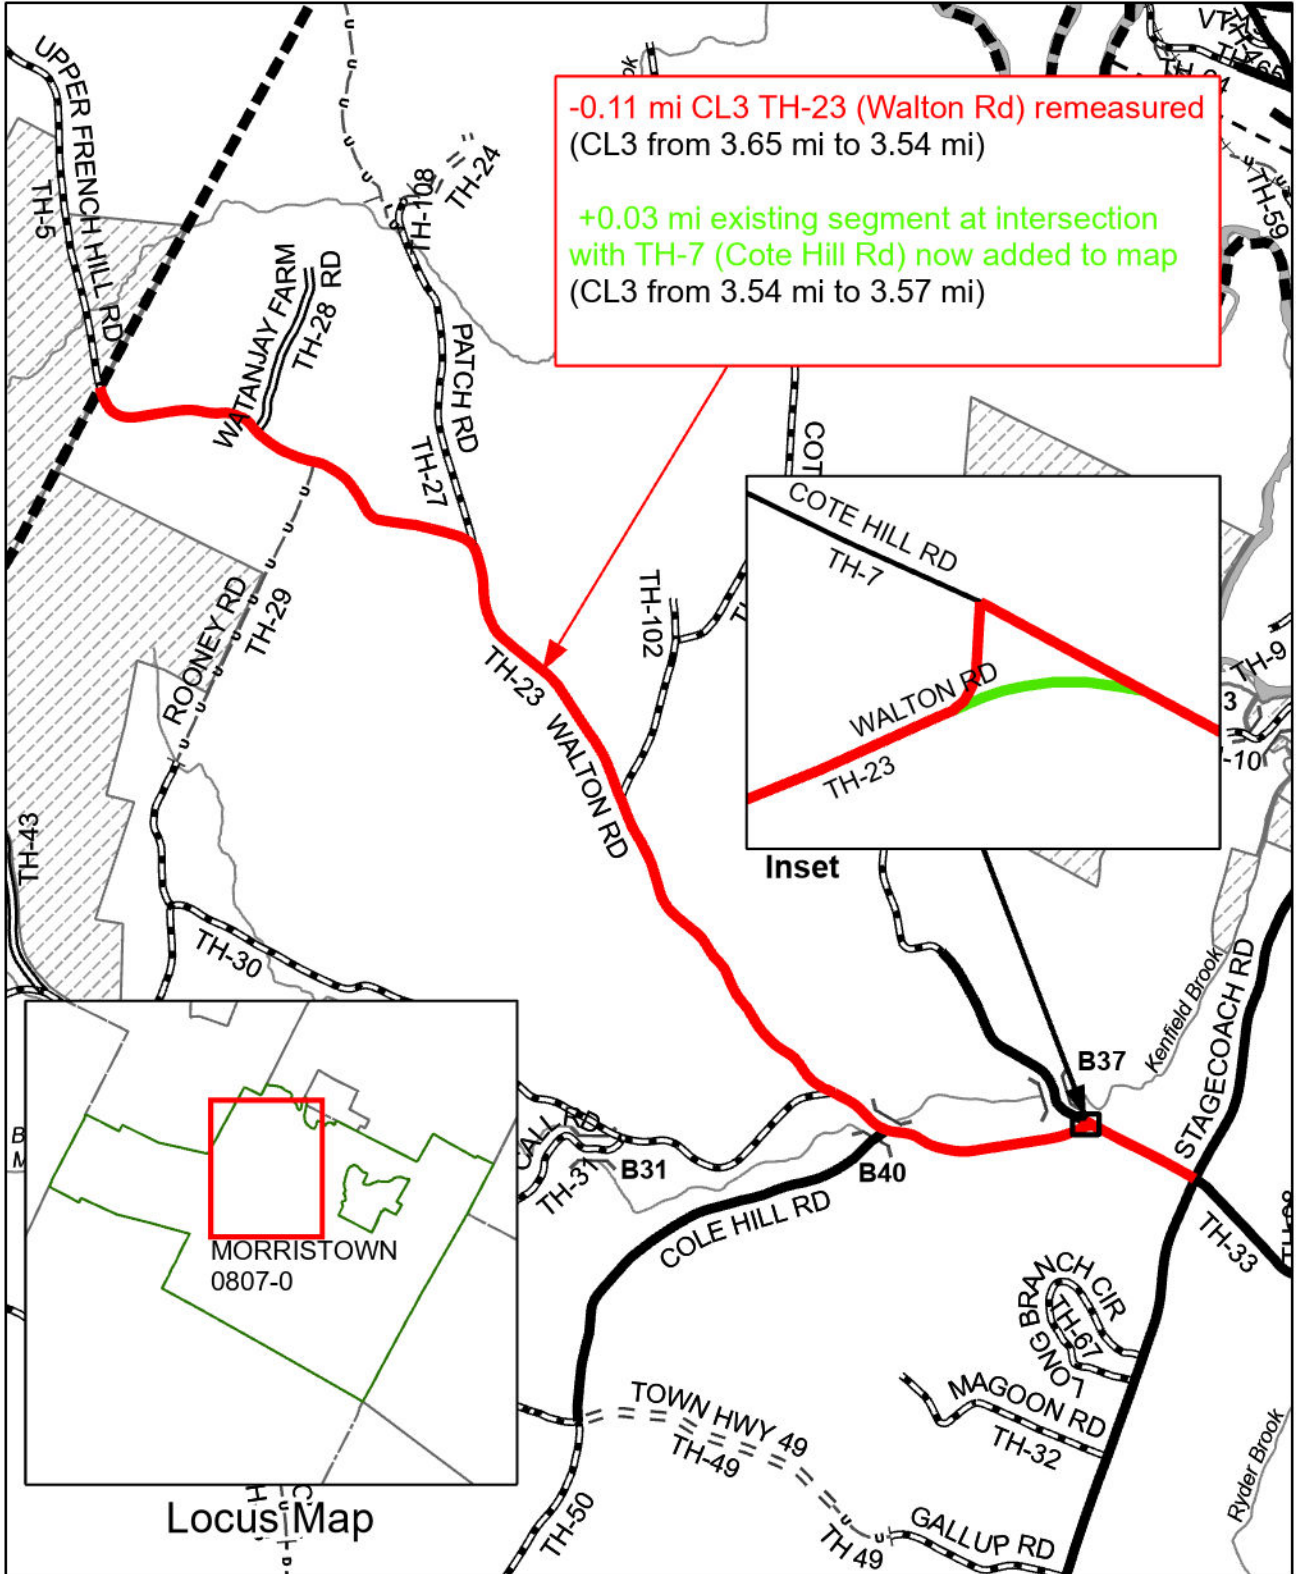 UPPER FRENCH HILL RD
TH-5
TH-108
TH-24
-0.11 mi CL3 TH-23 (Walton Rd) remeasured
(CL3 from 3.65 mi to 3.54 mi)
+0.03 mi existing segment at intersection
with TH-7 (Cote Hill Rd) now added to map
(CL3 from 3.54 mi to 3.57 mi)
TH-59
WATANJAY FARM
RD
TH-28
PATCH RD
TH-27
COT
COTE HILL RD
TH-7
WALTON RD
TH-23
Inset
ROONEY RD
TH-29
TH-102
TH-9
-10
TH-23
WALTON RD
TH-43
TH-30
Kenfield Brook
STAGECOACH RD
B37
B31
TH-31
B40
COLE HILL RD
TH-33
MORRISTOWN
0807-0
Locus Map
LONG BRANCH CIR
TH-67
MAGOON RD
TH-32
TOWN HWY 49
TH-49
TH-50
TH 49
GALLUP RD
Ryder Brook